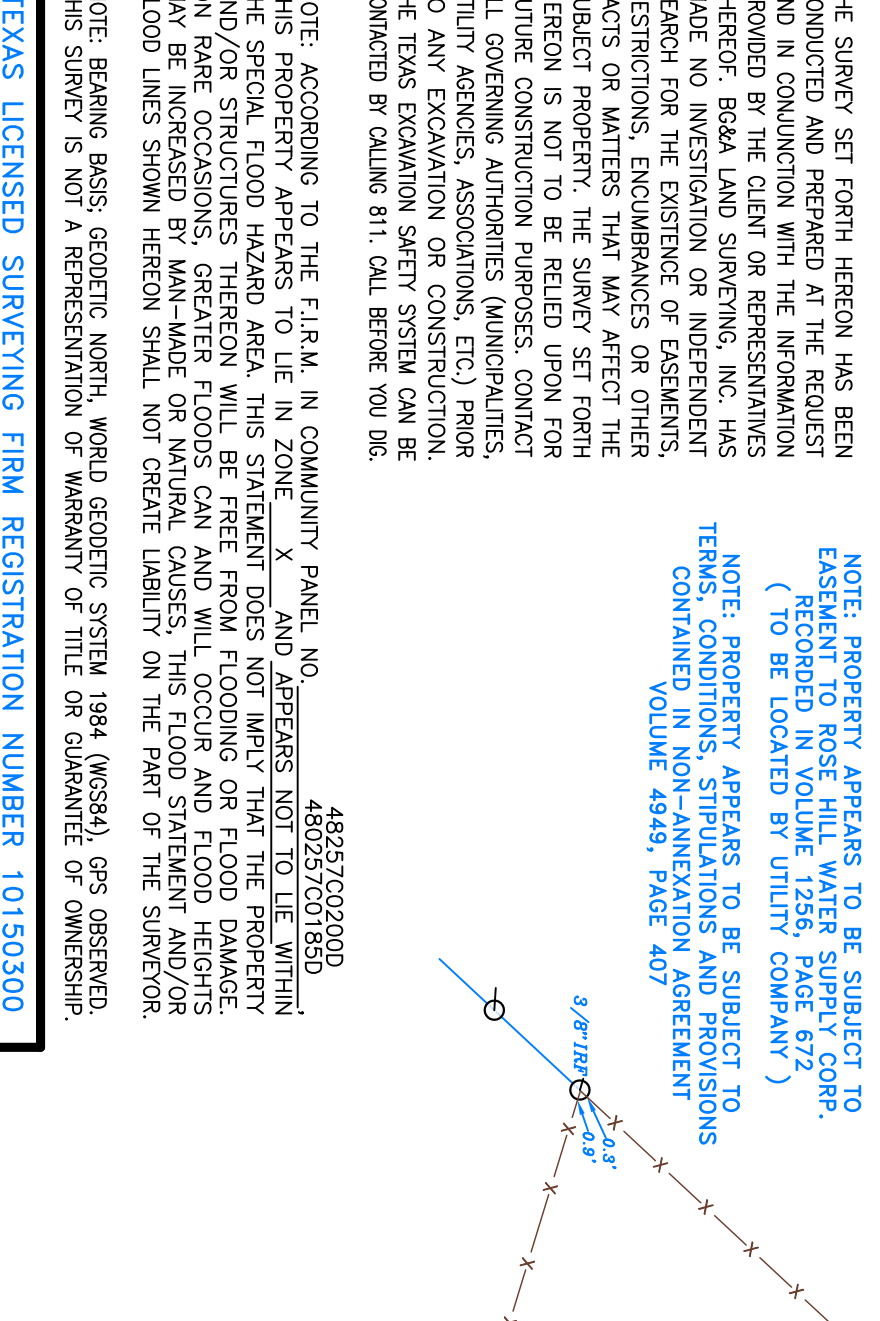 HE SURVEY SET FORTH HEREON HAS BEEN
ONDUCTED AND PREPARED AT THE REQUEST
ND IN CONJUNCTION WITH THE INFORMATION
ROVIDED BY THE CLIENT OR REPRESENTATIVES
HEREOF. BG&A LAND SURVEYING, INC. HAS
ADE NO INVESTIGATION OR INDEPENDENT
EARCH FOR THE EXISTENCE OF EASEMENTS,
ESTRICTIONS, ENCUMBRANCES OR OTHER
ACTS OR MATTERS THAT MAY AFFECT THE
UBJECT PROPERTY. THE SURVEY SET FORTH
EREON IS NOT TO BE RELIED UPON FOR
UTURE CONSTRUCTION PURPOSES. CONTACT
LL GOVERNING AUTHORITIES (MUNICIPALITIES,
TILITY AGENCIES, ASSOCIATIONS, ETC.) PRIOR
O ANY EXCAVATION OR CONSTRUCTION.
HE TEXAS EXCAVATION SAFETY SYSTEM CAN BE
ONTACTED BY CALLING 811. CALL BEFORE YOU DIG.
NOTE: PROPERTY APPEARS TO BE SUBJECT TO
EASEMENT TO ROSE HILL WATER SUPPLY CORP.
RECORDED IN VOLUME 1256, PAGE 672
( TO BE LOCATED BY UTILITY COMPANY )
NOTE: PROPERTY APPEARS TO BE SUBJECT TO
TERMS, CONDITIONS, STIPULATIONS AND PROVISIONS
CONTAINED IN NON-ANNEXATION AGREEMENT
VOLUME 4949, PAGE 407
3/8" IRF
0.3'
0.9'
48257C0200D
OTE: ACCORDING TO THE F.I.R.M. IN COMMUNITY PANEL NO. 480257C0185D,
HIS PROPERTY APPEARS TO LIE IN ZONE X AND APPEARS NOT TO LIE WITHIN
HE SPECIAL FLOOD HAZARD AREA. THIS STATEMENT DOES NOT IMPLY THAT THE PROPERTY
ND/OR STRUCTURES THEREON WILL BE FREE FROM FLOODING OR FLOOD DAMAGE.
ON RARE OCCASIONS, GREATER FLOODS CAN AND WILL OCCUR AND FLOOD HEIGHTS
AY BE INCREASED BY MAN-MADE OR NATURAL CAUSES, THIS FLOOD STATEMENT AND/OR
LOOD LINES SHOWN HEREON SHALL NOT CREATE LIABILITY ON THE PART OF THE SURVEYOR.
OTE: BEARING BASIS; GEODETIC NORTH, WORLD GEODETIC SYSTEM 1984 (WGS84), GPS OBSERVED.
HIS SURVEY IS NOT A REPRESENTATION OF WARRANTY OF TITLE OR GUARANTEE OF OWNERSHIP.
TEXAS LICENSED SURVEYING FIRM REGISTRATION NUMBER 10150300